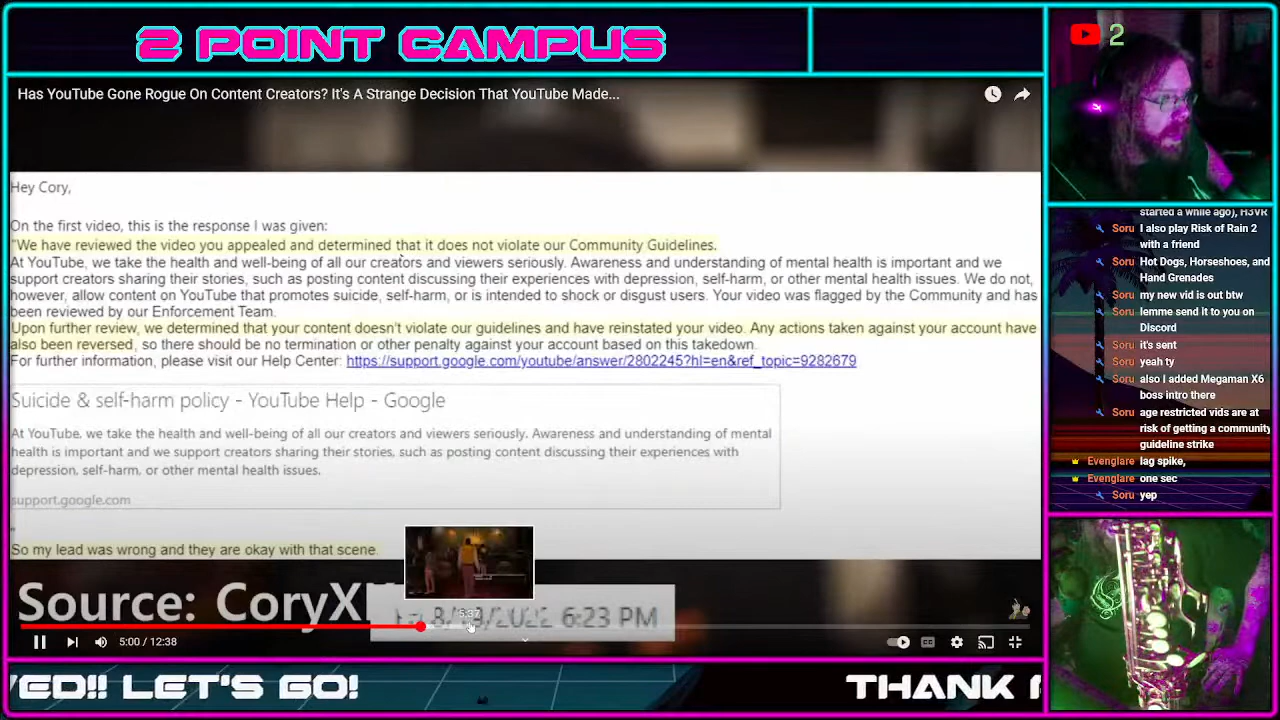 2 POINT CAMPUS
2
Has YouTube Gone Rogue On Content Creators? It's A Strange Decision That YouTube Made...
Hey Cory,
On the first video, this is the response I was given:
"We have reviewed the video you appealed and determined that it does not violate our Community Guidelines.
At YouTube, we take the health and well-being of all our creators and viewers seriously. Awareness and understanding of mental health is important and we
support creators sharing their stories, such as posting content discussing their experiences with depression, self-harm, or other mental health issues. We do not,
however, allow content on YouTube that promotes suicide, self-harm, or is intended to shock or disgust users. Your video was flagged by the Community and has
been reviewed by our Enforcement Team.
Upon further review, we determined that your content doesn't violate our guidelines and have reinstated your video. Any actions taken against your account have
also been reversed, so there should be no termination or other penalty against your account based on this takedown.
For further information, please visit our Help Center: https://support.google.com/youtube/answer/2802245?hl=en&ref_topic=9282679
Suicide & self-harm policy - YouTube Help - Google
At YouTube, we take the health and well-being of all our creators and viewers seriously. Awareness and understanding of mental
health is important and we support creators sharing their stories, such as posting content discussing their experiences with
depression, self-harm, or other mental health issues.
support.google.com
"
So my lead was wrong and they are okay with that scene.
Source: CoryX
2022 6:23 PM
5:37
5:00 / 12:38
started a while ago), H3VR
Soru I also play Risk of Rain 2
with a friend
Soru Hot Dogs, Horseshoes, and
Hand Grenades
Soru my new vid is out btw
Soru lemme send it to you on
Discord
Soru it's sent
Soru yeah ty
Soru also I added Megaman X6
boss intro there
Soru age restricted vids are at
risk of getting a community
guideline strike
Evenglare lag spike,
Evenglare one sec
Soru yep
VED!! LET'S GO!
THANK